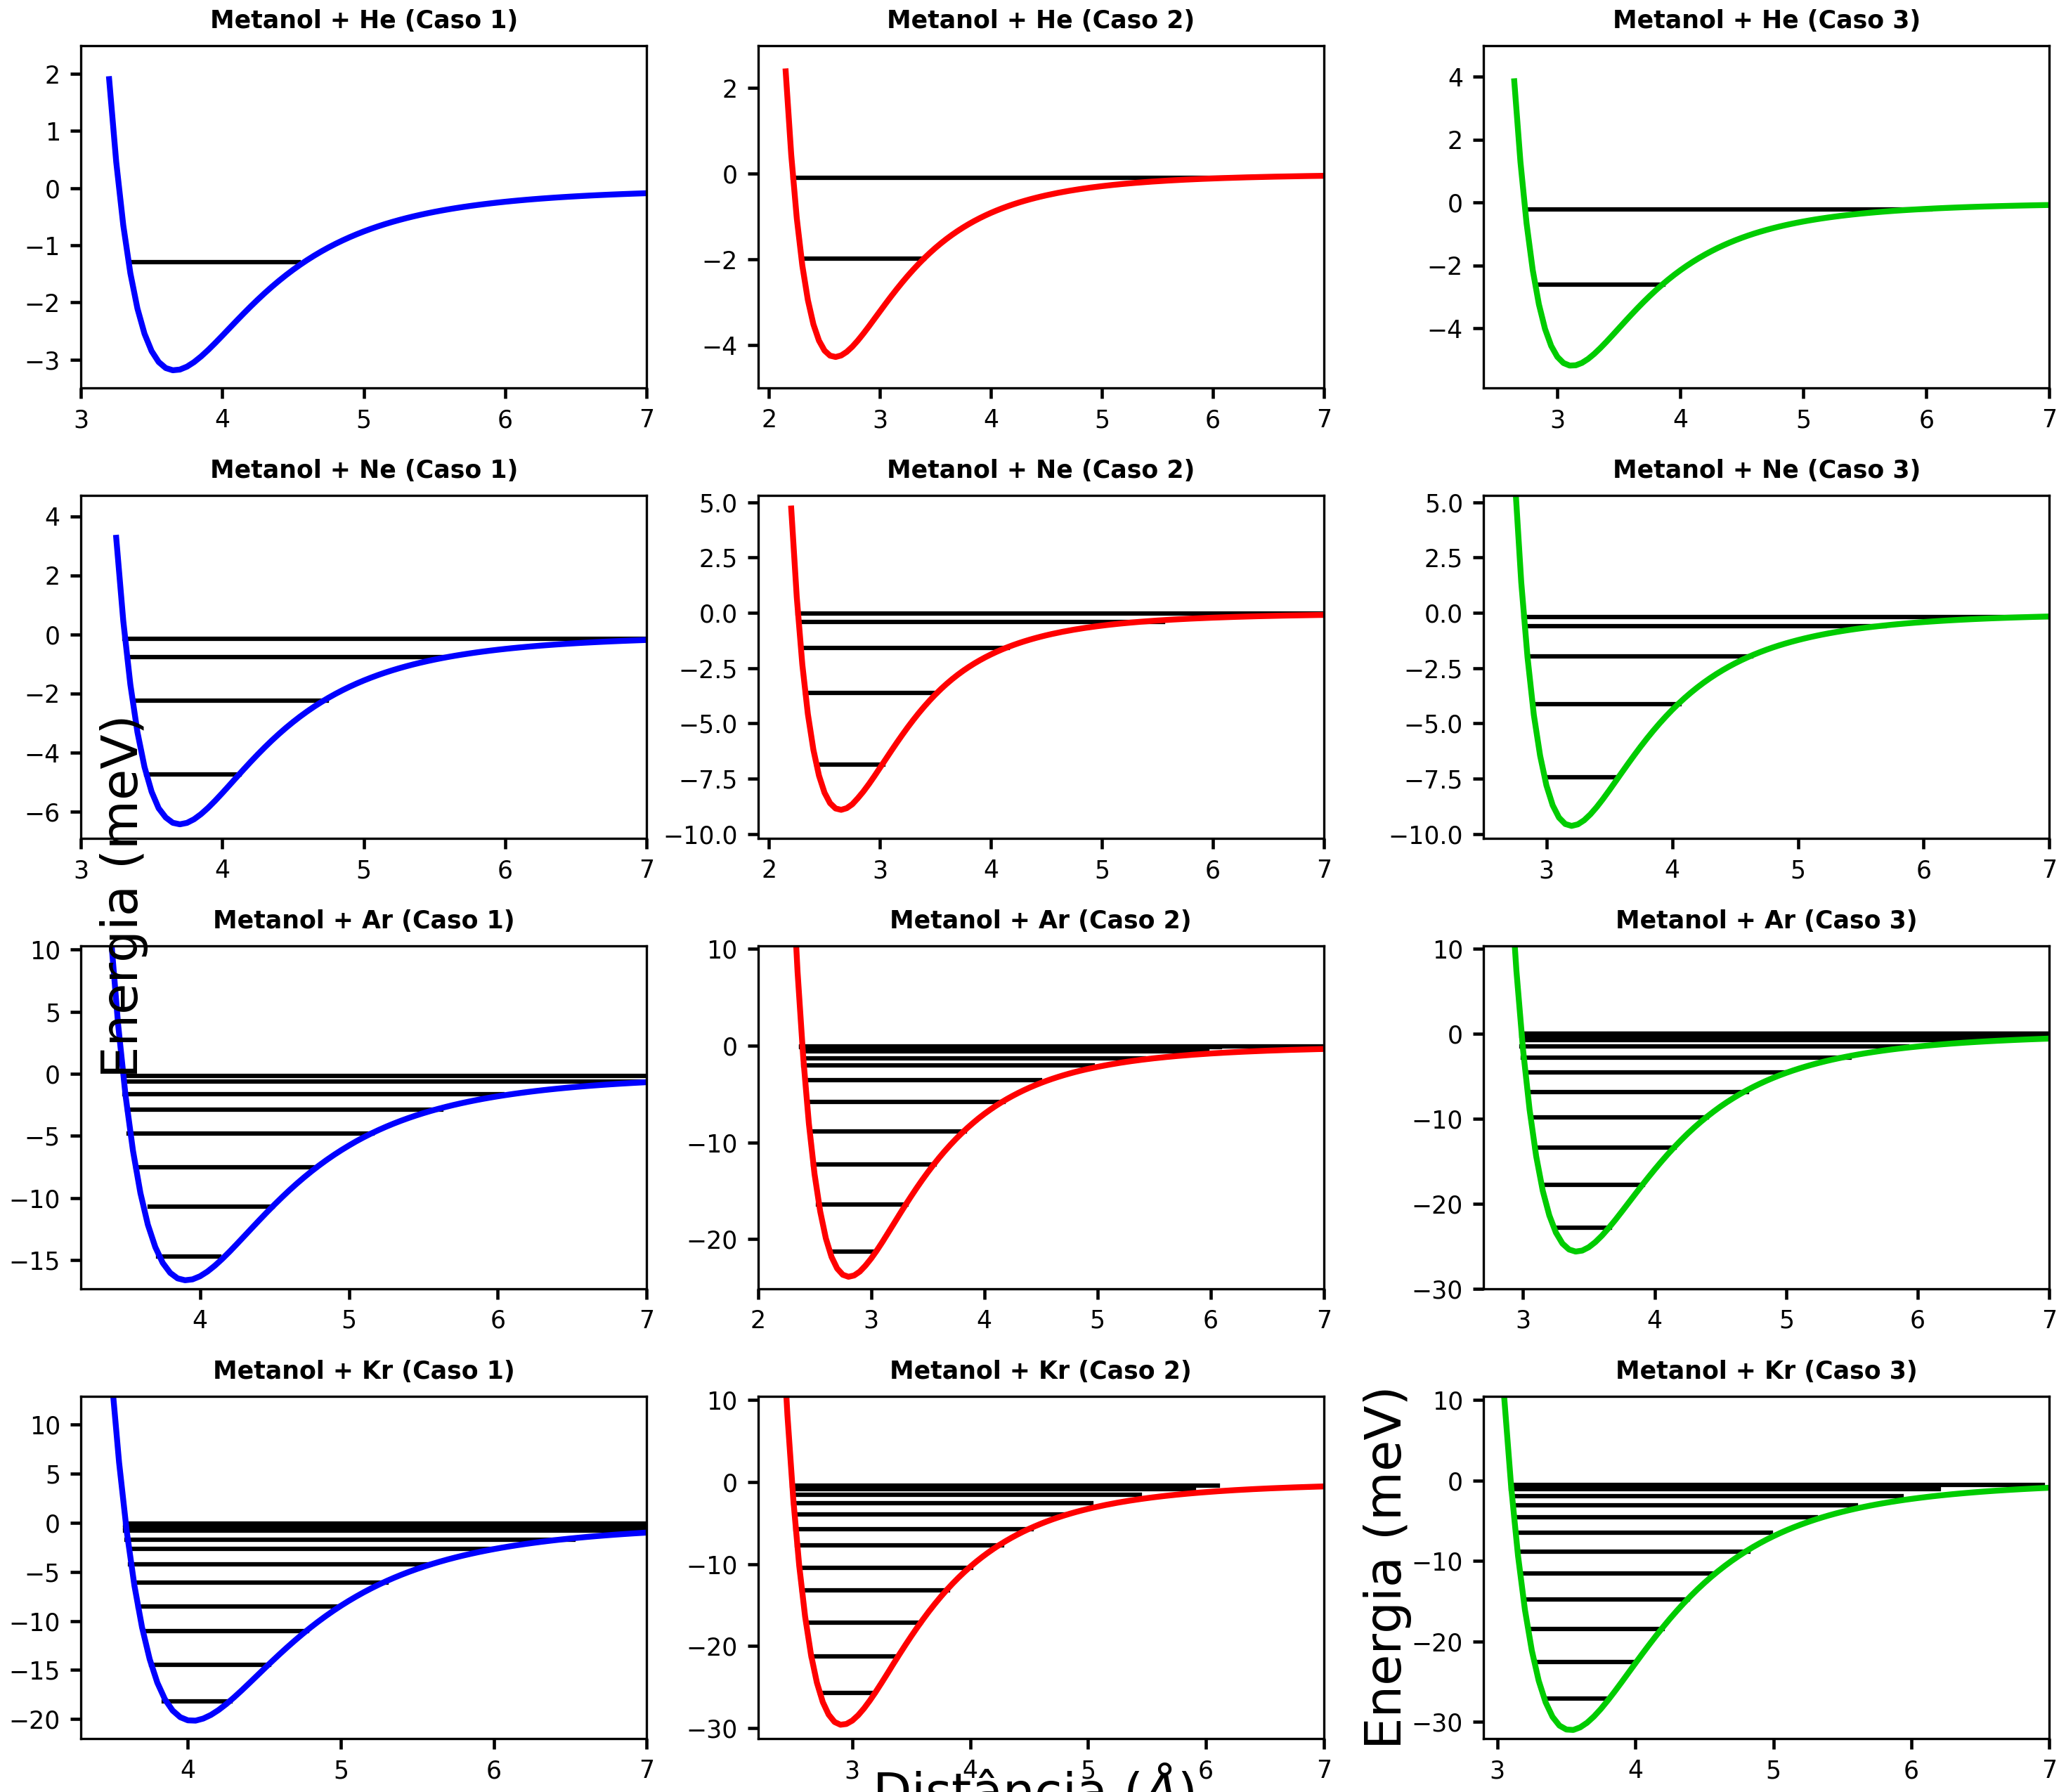 Metanol + He (Caso 1)
2
1
0
−1
−2
−3
3 4 5 6 7
Metanol + He (Caso 2)
2
0
−2
−4
2 3 4 5 6 7
Metanol + He (Caso 3)
4
2
0
−2
−4
3 4 5 6 7
Metanol + Ne (Caso 1)
4
2
0
−2
−4
−6
3 4 5 6 7
Metanol + Ne (Caso 2)
5.0
2.5
0.0
−2.5
−5.0
−7.5
−10.0
2 3 4 5 6 7
Metanol + Ne (Caso 3)
5.0
2.5
0.0
−2.5
−5.0
−7.5
−10.0
3 4 5 6 7
Energia (meV)
Metanol + Ar (Caso 1)
10
5
0
−5
−10
−15
4 5 6 7
Metanol + Ar (Caso 2)
10
0
−10
−20
2 3 4 5 6 7
Metanol + Ar (Caso 3)
10
0
−10
−20
−30
3 4 5 6 7
Metanol + Kr (Caso 1)
10
5
0
−5
−10
−15
−20
4 5 6 7
Metanol + Kr (Caso 2)
10
0
−10
−20
−30
3 4 5 6 7
Energia (meV)
Metanol + Kr (Caso 3)
10
0
−10
−20
−30
3 4 5 6 7
Distância (Å)